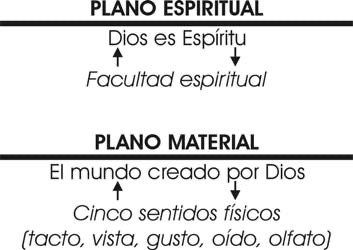 PLANO ESPIRITUAL
Dios es Espíritu
Facultad espiritual
PLANO MATERIAL
El mundo creado por Dios
Cinco sentidos físicos
(tacto, vista, gusto, oído, olfato)